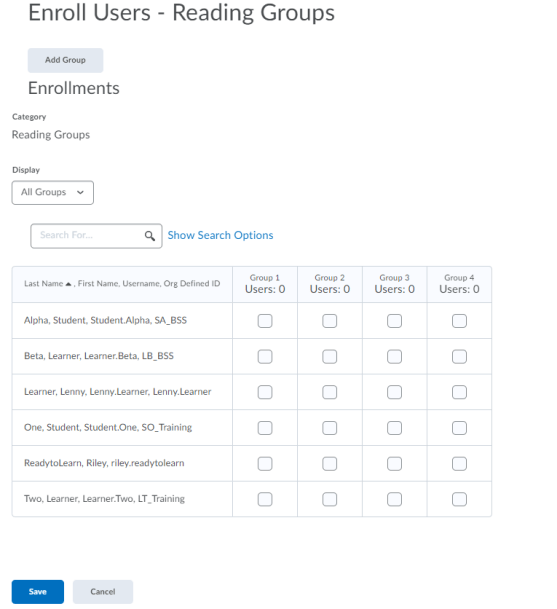 Enroll Users - Reading Groups
Add Group
Enrollments
Category
Reading Groups
Display
All Groups
Search For... Show Search Options
Last Name ▲ , First Name, Username, Org Defined ID Group 1 Users: 0 Group 2 Users: 0 Group 3 Users: 0 Group 4 Users: 0
Alpha, Student, Student.Alpha, SA_BSS
Beta, Learner, Learner.Beta, LB_BSS
Learner, Lenny, Lenny.Learner, Lenny.Learner
One, Student, Student.One, SO_Training
ReadytoLearn, Riley, riley.readytolearn
Two, Learner, Learner.Two, LT_Training
Save Cancel